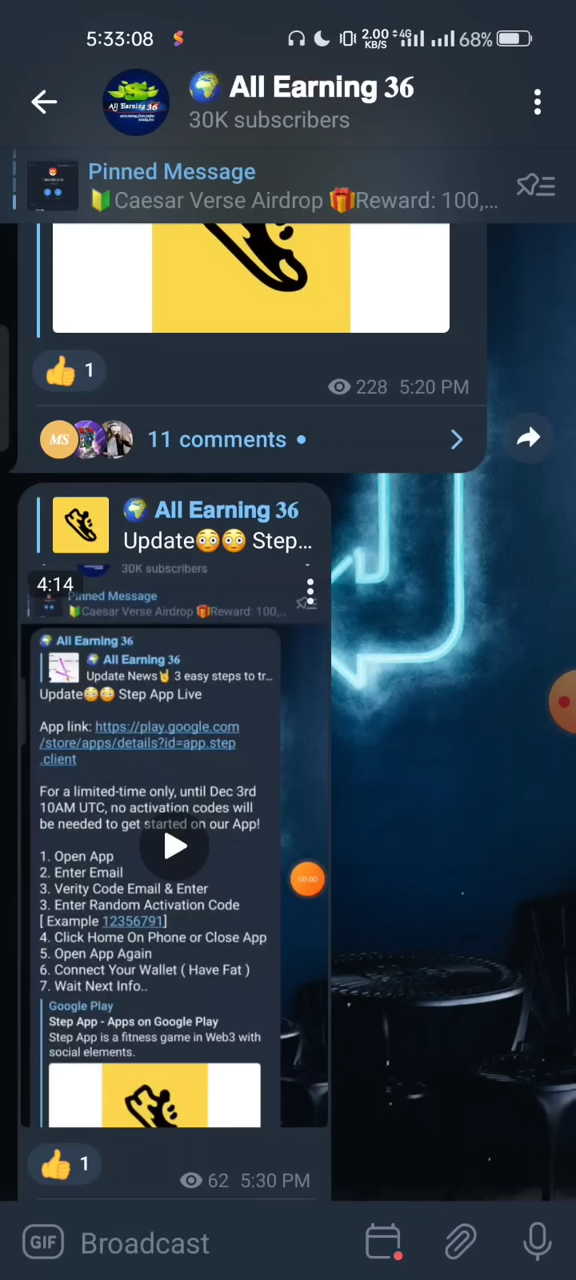 5:33:08
2.00 KB/S 4G 68%
All Earning 36
🌍 All Earning 36
30K subscribers
Pinned Message
🔰Caesar Verse Airdrop 🎁Reward: 100,...
👍 1
228 5:20 PM
MS
11 comments
🌍 All Earning 36
Update😳😳 Step...
30K subscribers
4:14
Pinned Message
🔰Caesar Verse Airdrop 🎁Reward: 100,...
🌍 All Earning 36
🌍 All Earning 36
Update News🤘 3 easy steps to tr...
Update😳😳 Step App Live
App link: https://play.google.com
/store/apps/details?id=app.step
.client
For a limited-time only, until Dec 3rd
10AM UTC, no activation codes will
be needed to get started on our App!
1. Open App
2. Enter Email
3. Verity Code Email & Enter
3. Enter Random Activation Code
[ Example 12356791]
4. Click Home On Phone or Close App
5. Open App Again
6. Connect Your Wallet ( Have Fat )
7. Wait Next Info..
00:00
Google Play
Step App - Apps on Google Play
Step App is a fitness game in Web3 with
social elements.
👍 1
62 5:30 PM
GIF Broadcast